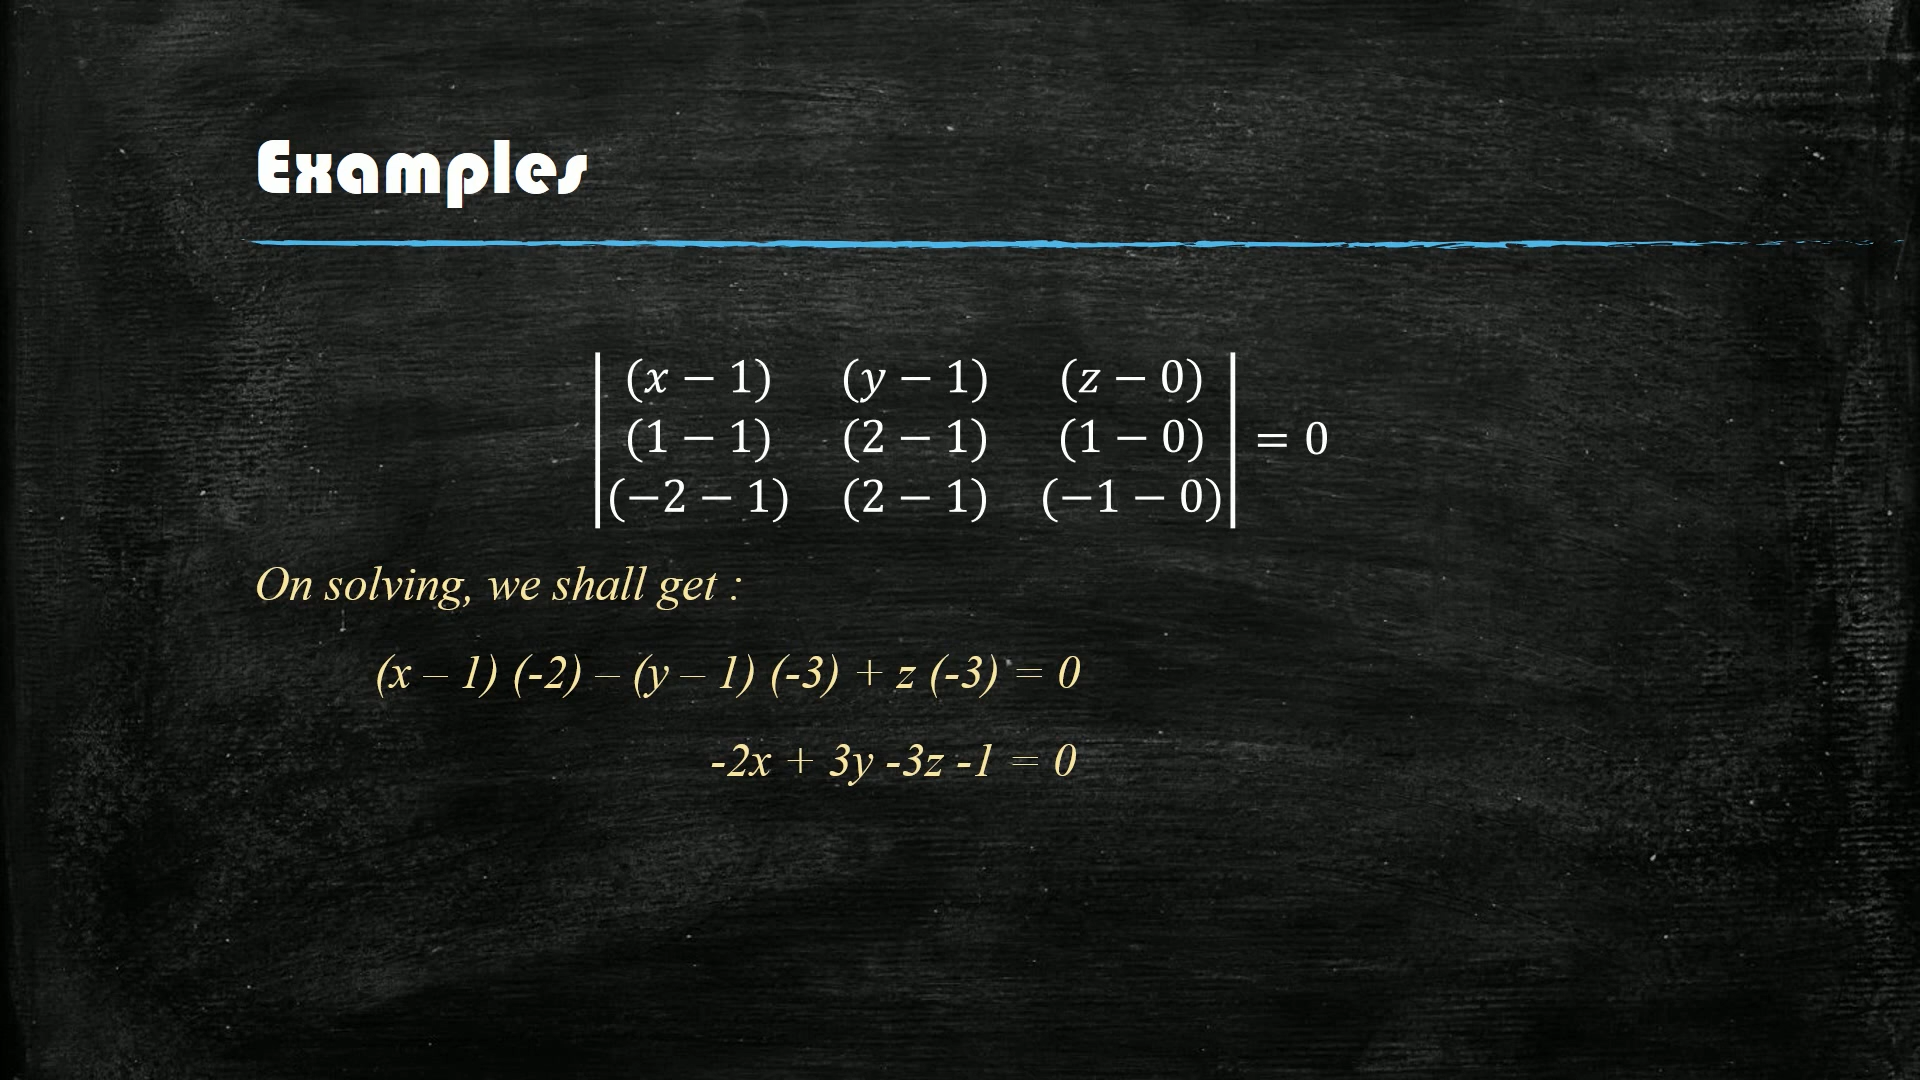 Examples
|(x − 1) (y − 1) (z − 0)|
|(1 − 1) (2 − 1) (1 − 0)| = 0
|(−2 − 1) (2 − 1) (−1 − 0)|
On solving, we shall get :
(x – 1) (-2) – (y – 1) (-3) + z (-3) = 0
-2x + 3y -3z -1 = 0